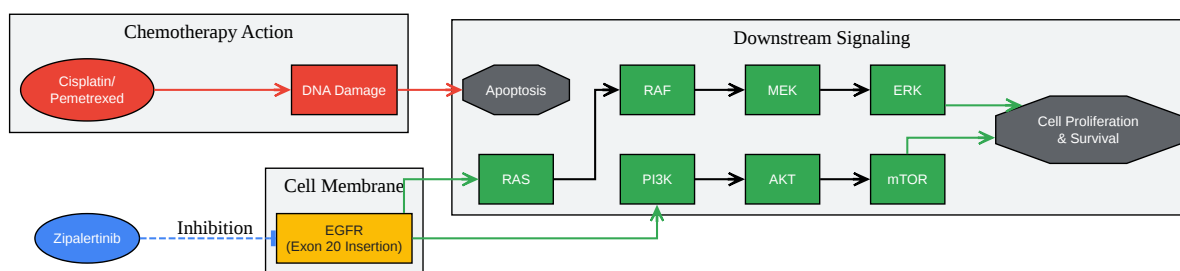 Chemotherapy Action
Cisplatin/
Pemetrexed
DNA Damage
Downstream Signaling
Apoptosis
RAF
MEK
ERK
Cell Proliferation
& Survival
RAS
PI3K
AKT
mTOR
Cell Membrane
Zipalertinib
Inhibition
EGFR
(Exon 20 Insertion)